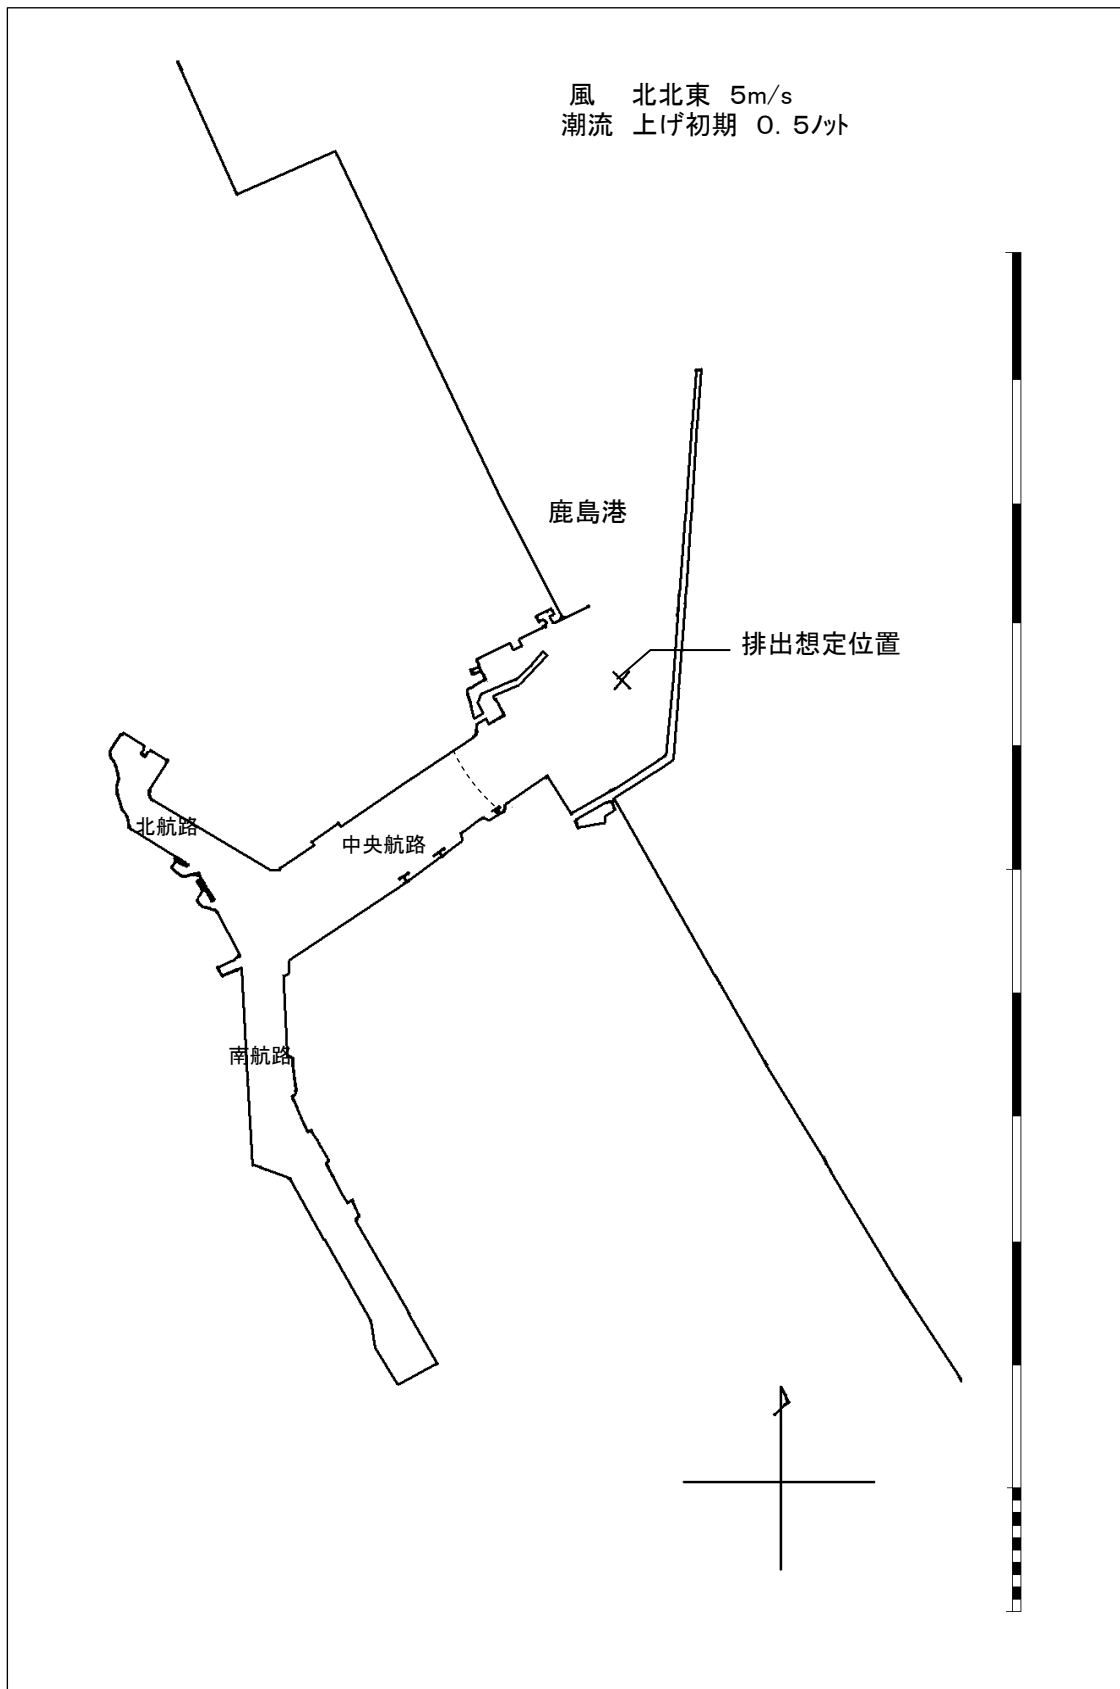 風　北北東 5m/s
潮流　上げ初期　0. 5ﾉｯﾄ
鹿島港
排出想定位置
北航路
中央航路
南航路